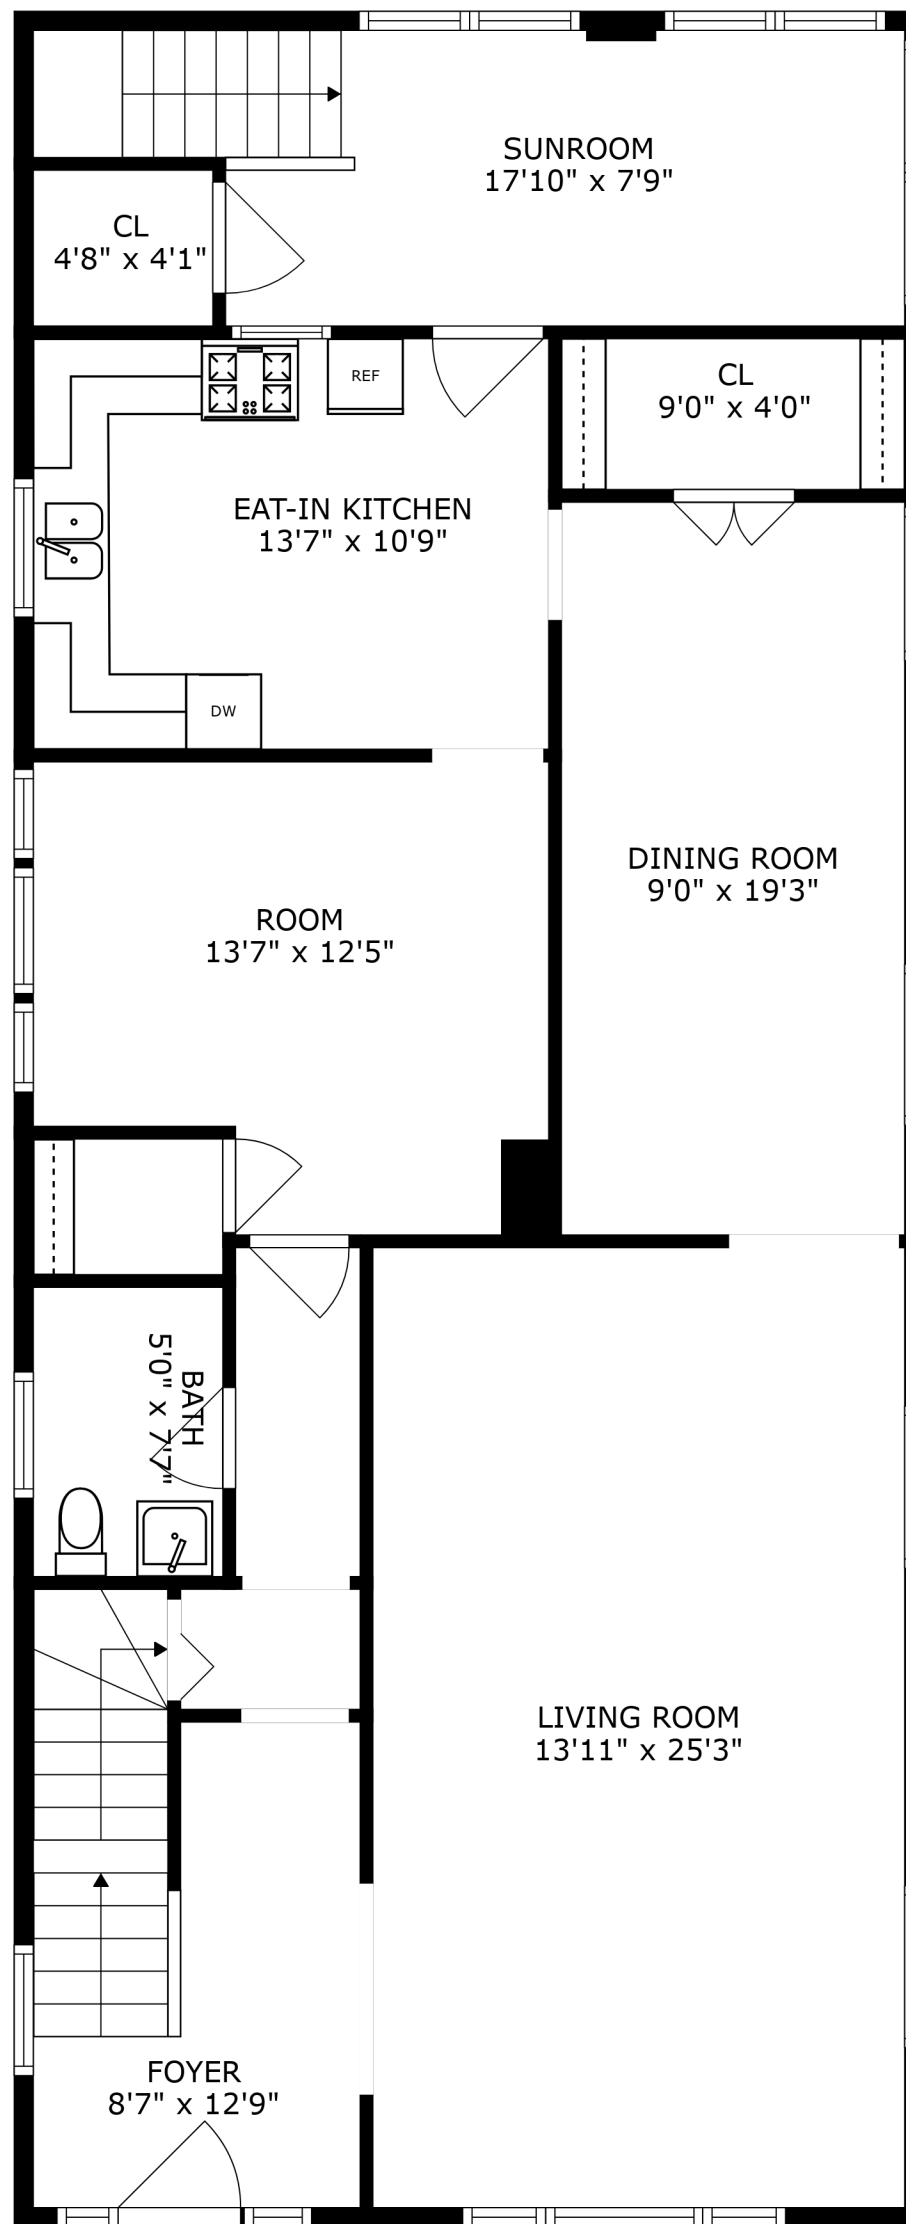 SUNROOM
17'10" x 7'9"
CL
4'8" x 4'1"
REF
CL
9'0" x 4'0"
EAT-IN KITCHEN
13'7" x 10'9"
DW
DINING ROOM
9'0" x 19'3"
ROOM
13'7" x 12'5"
BATH
5'0" x 7'7"
LIVING ROOM
13'11" x 25'3"
FOYER
8'7" x 12'9"